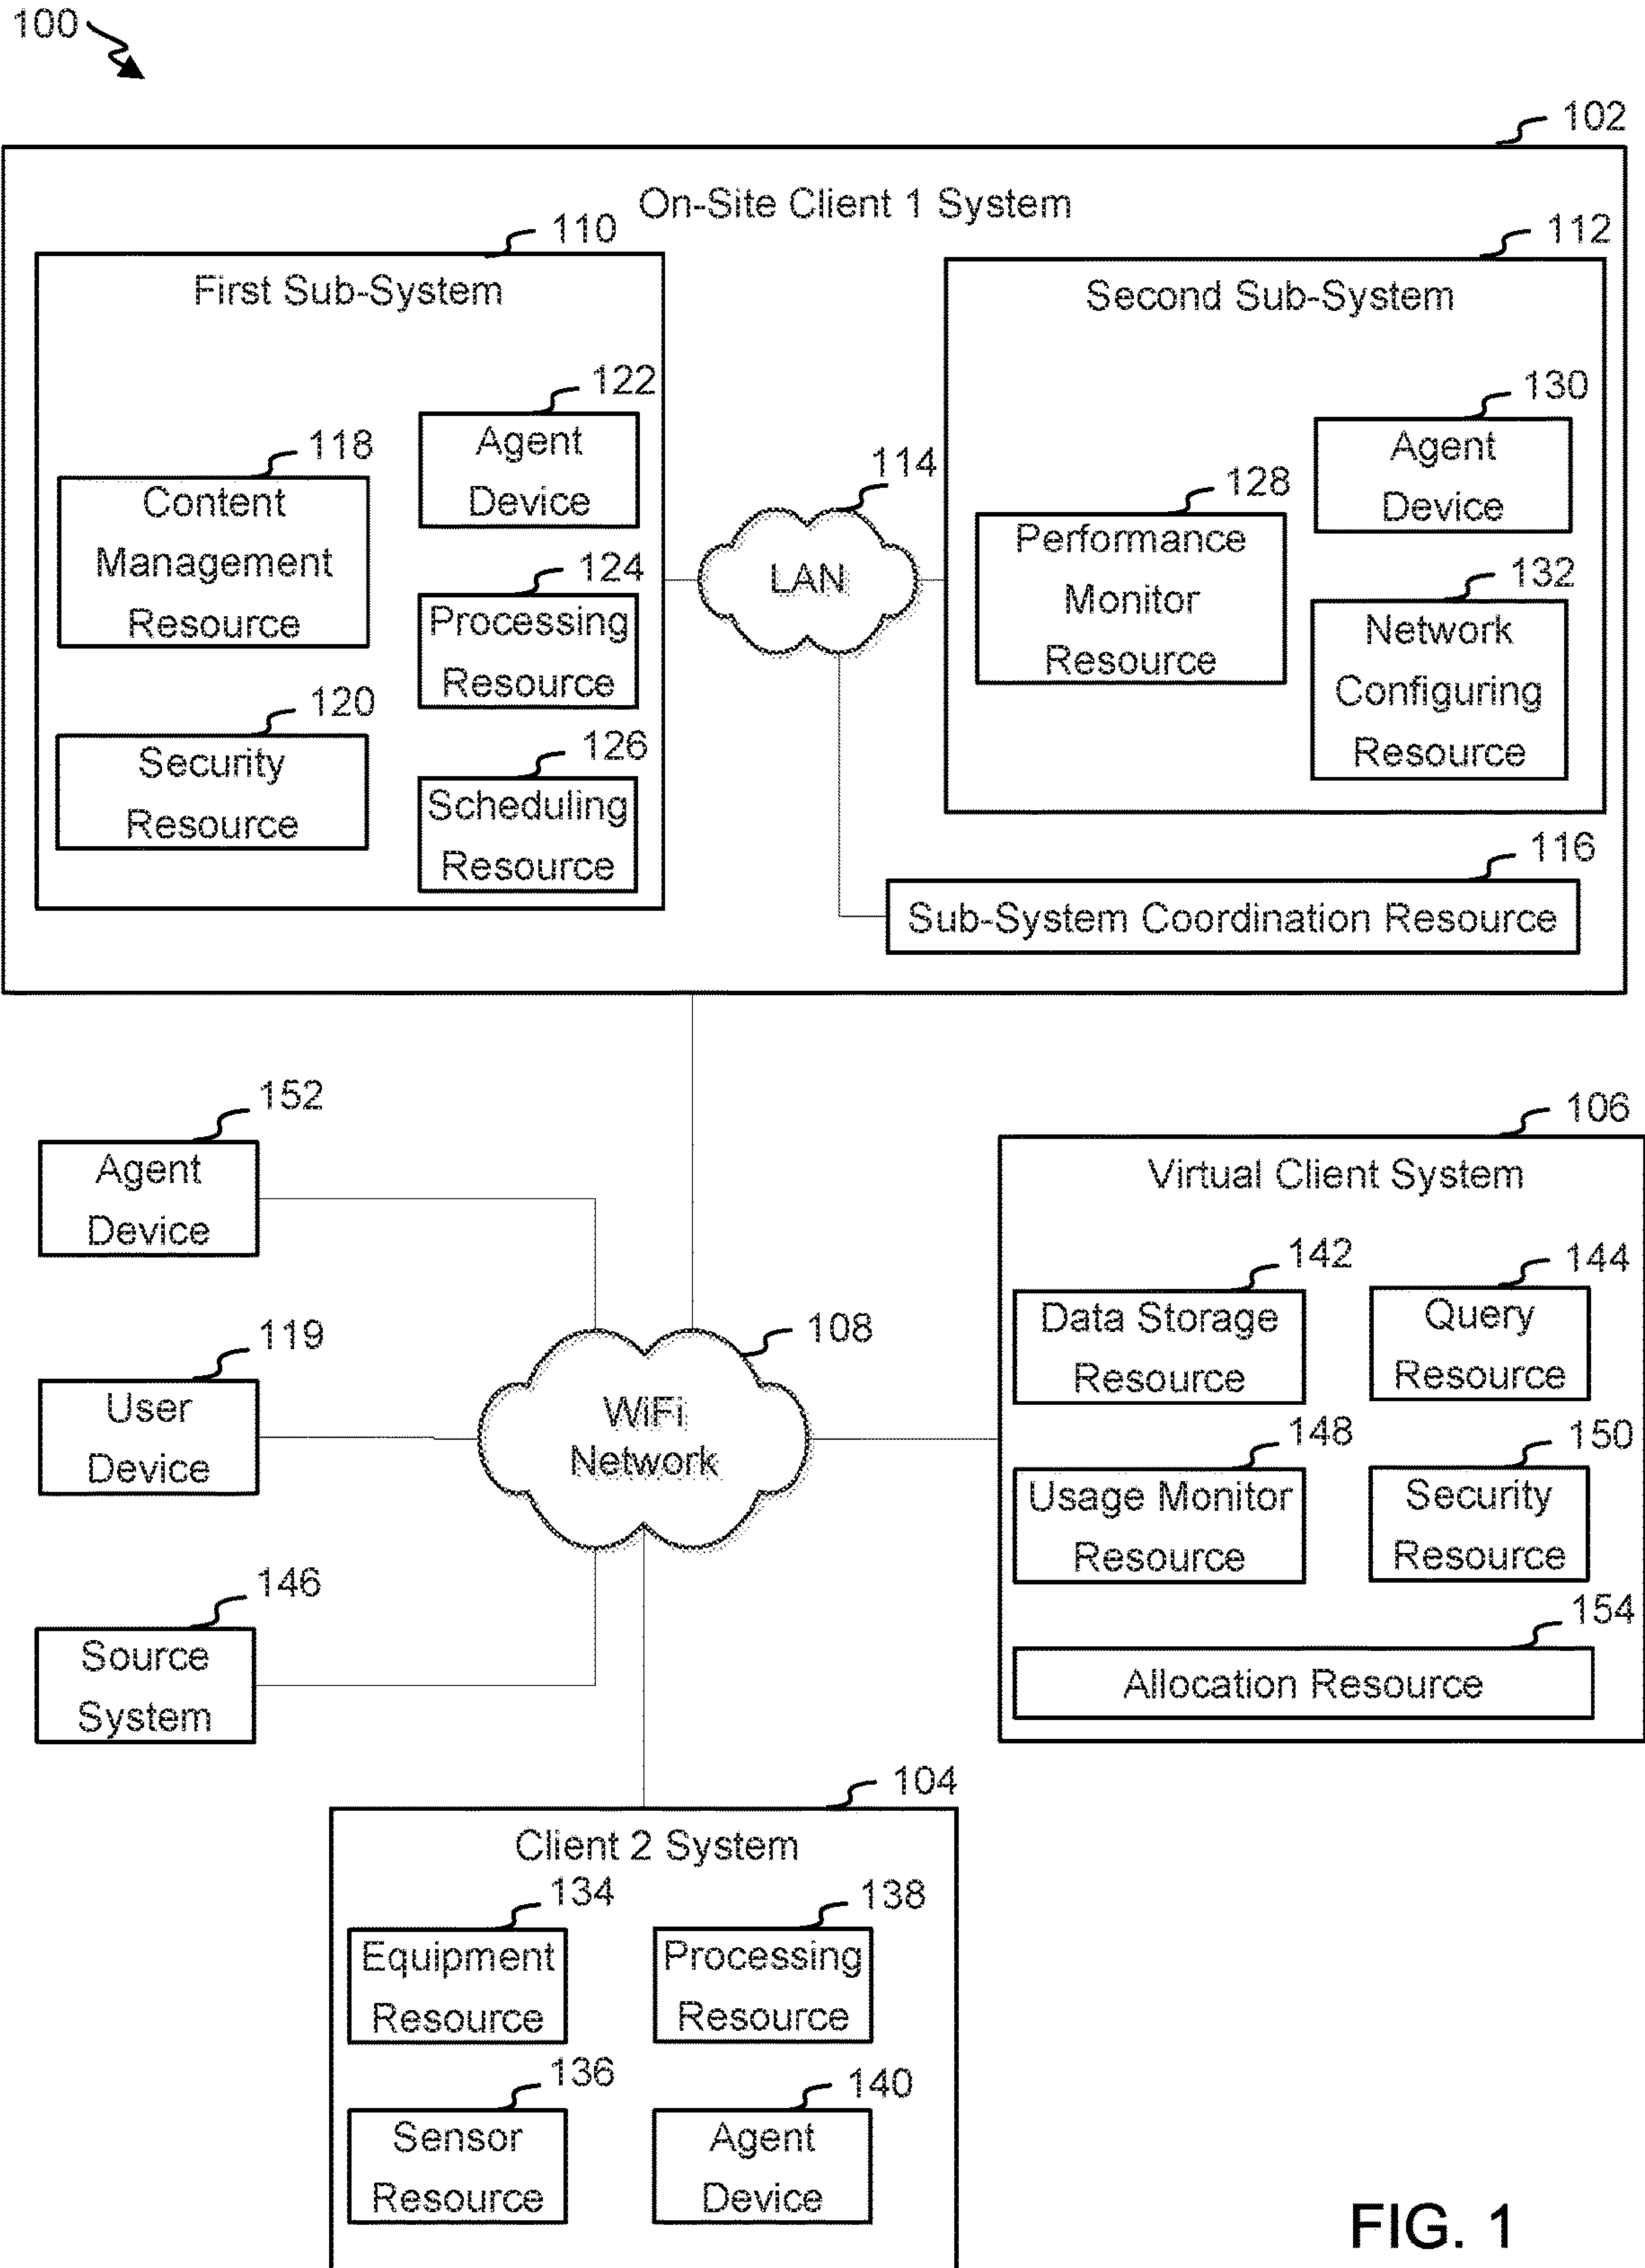 100
102
On-Site Client 1 System
110
First Sub-System
118
Content
Management
Resource
120
Security
Resource
122
Agent
Device
124
Processing
Resource
126
Scheduling
Resource
114
LAN
112
Second Sub-System
128
Performance
Monitor
Resource
130
Agent
Device
132
Network
Configuring
Resource
116
Sub-System Coordination Resource
152
Agent
Device
119
User
Device
146
Source
System
108
WiFi
Network
106
Virtual Client System
142
Data Storage
Resource
144
Query
Resource
148
Usage Monitor
Resource
150
Security
Resource
154
Allocation Resource
104
Client 2 System
134
Equipment
Resource
138
Processing
Resource
136
Sensor
Resource
140
Agent
Device
FIG. 1